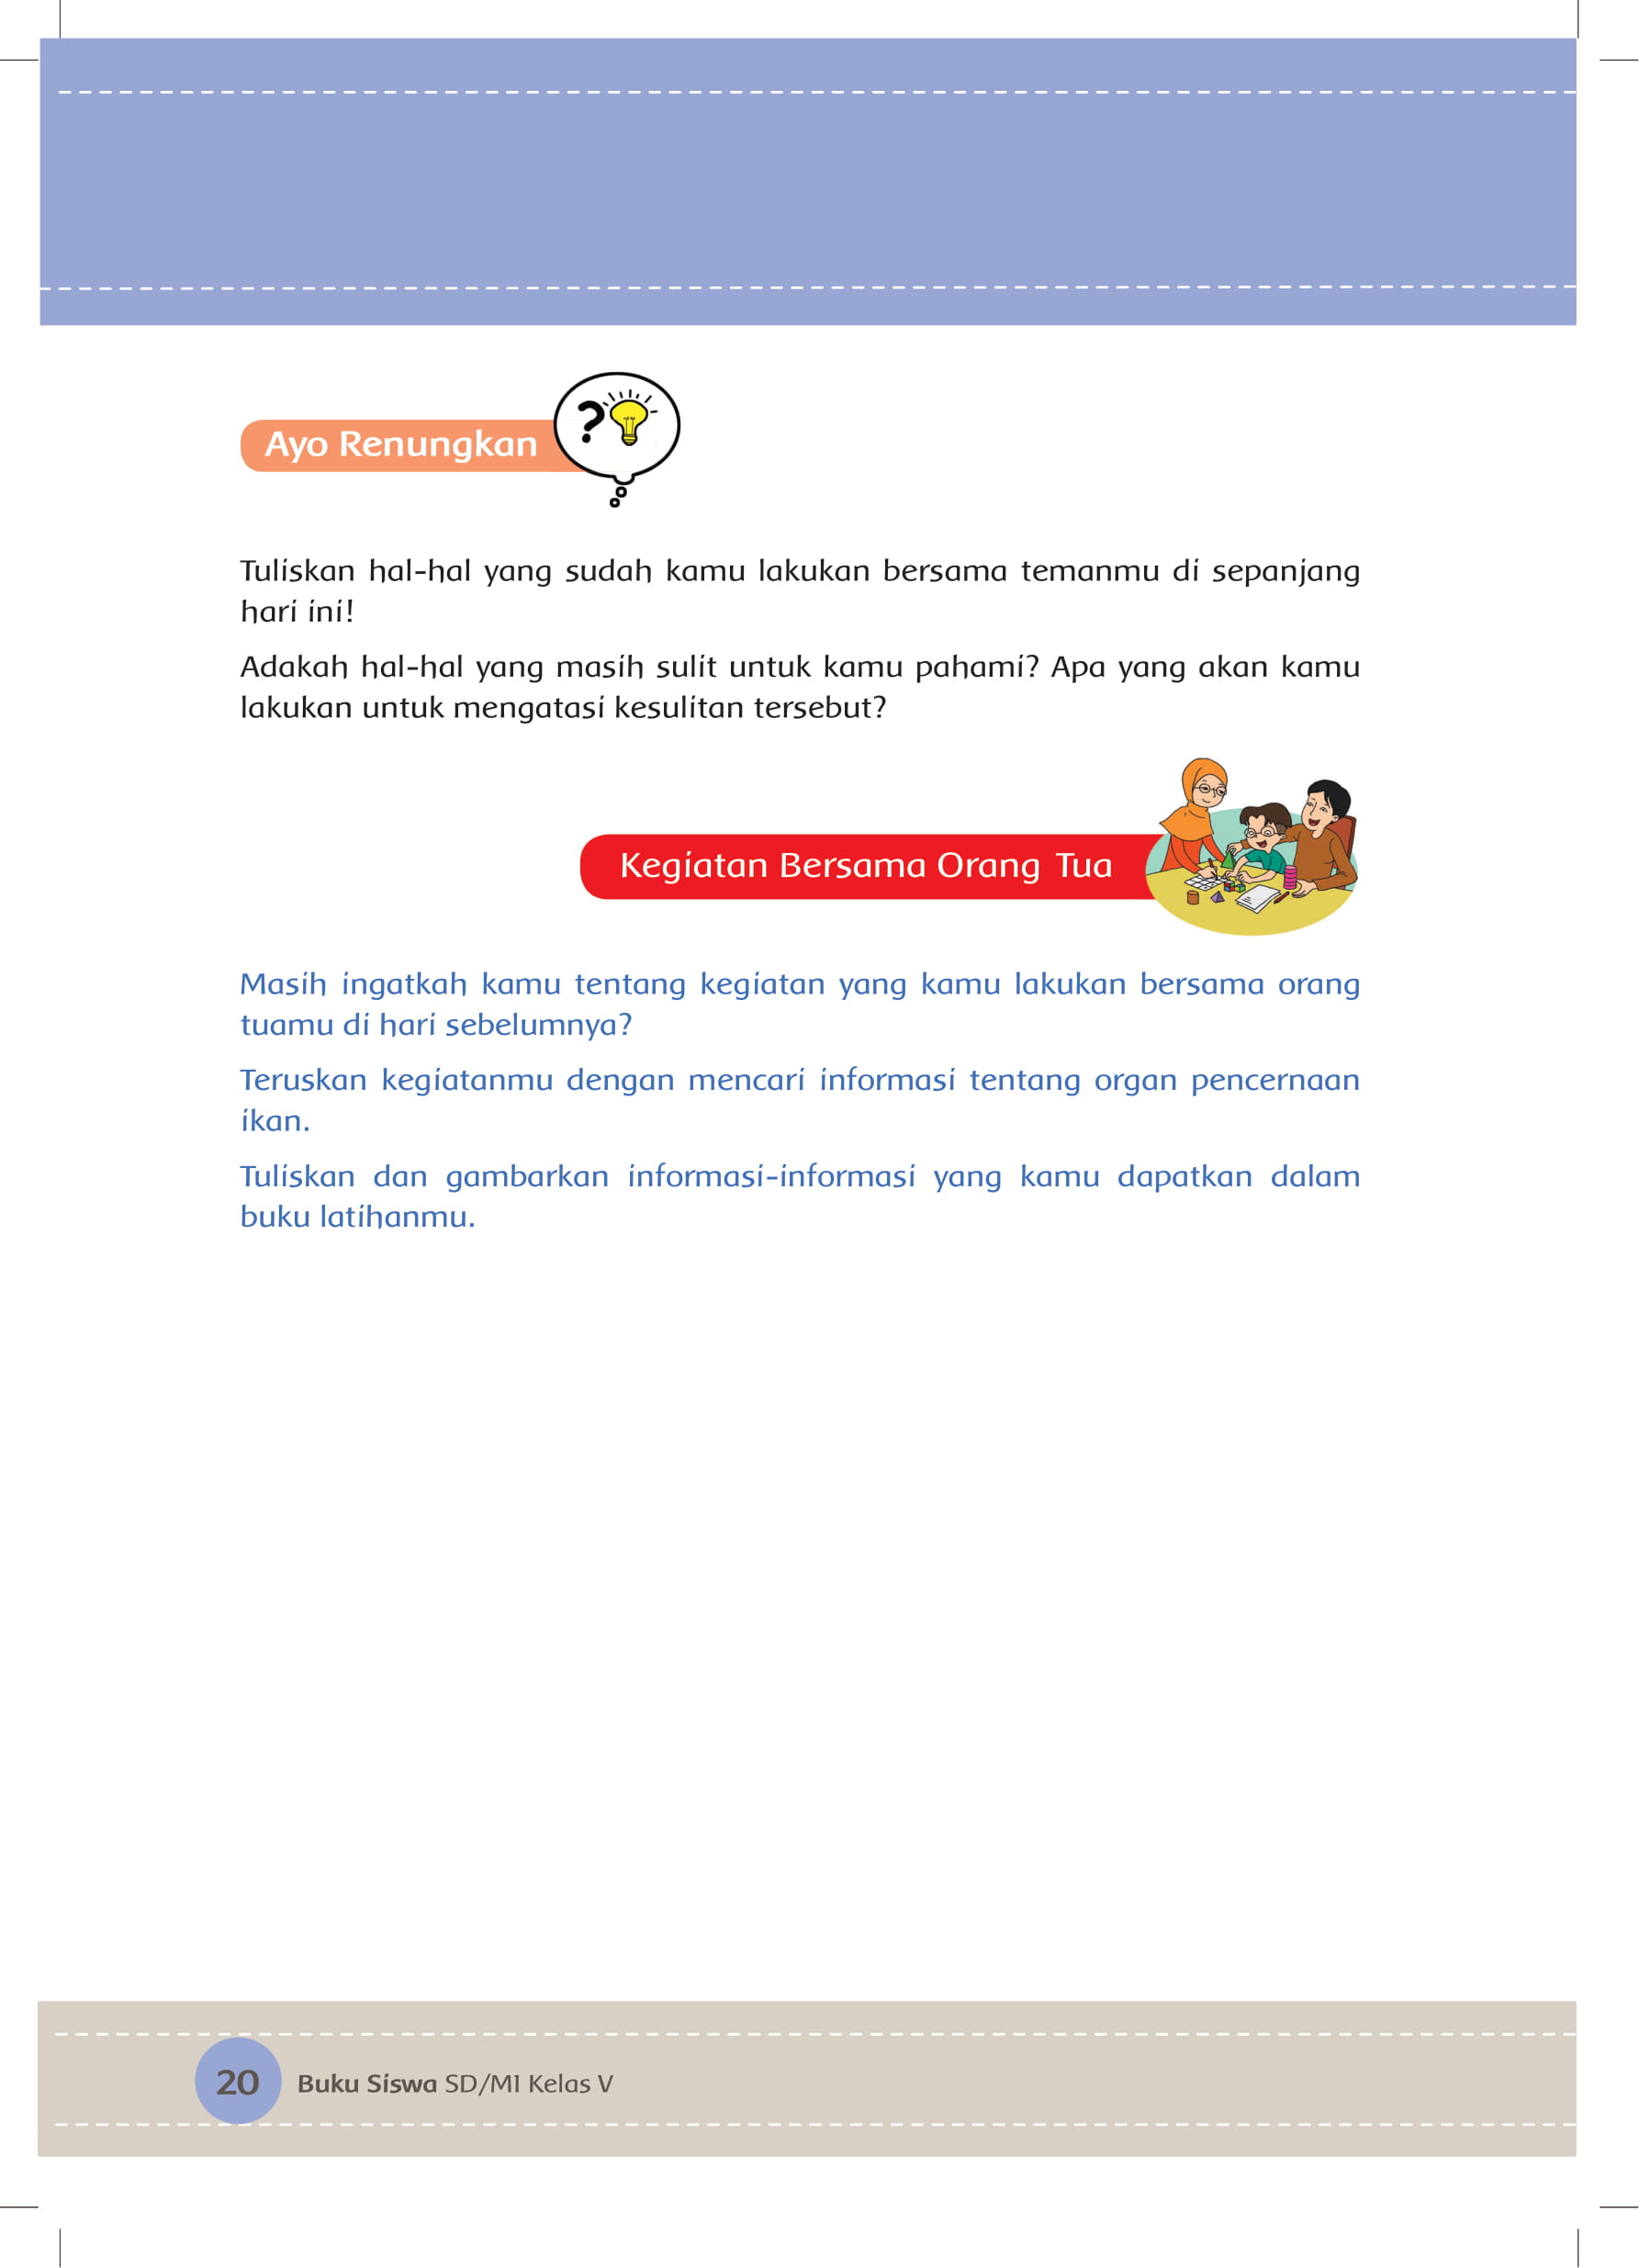 Ayo Renungkan
Tuliskan hal-hal yang sudah kamu lakukan bersama temanmu di sepanjang
hari ini!
Adakah hal-hal yang masih sulit untuk kamu pahami? Apa yang akan kamu
lakukan untuk mengatasi kesulitan tersebut?
Kegiatan Bersama Orang Tua
Masih ingatkah kamu tentang kegiatan yang kamu lakukan bersama orang
tuamu di hari sebelumnya?
Teruskan kegiatanmu dengan mencari informasi tentang organ pencernaan
ikan.
Tuliskan dan gambarkan informasi-informasi yang kamu dapatkan dalam
buku latihanmu.
20 Buku Siswa SD/MI Kelas V